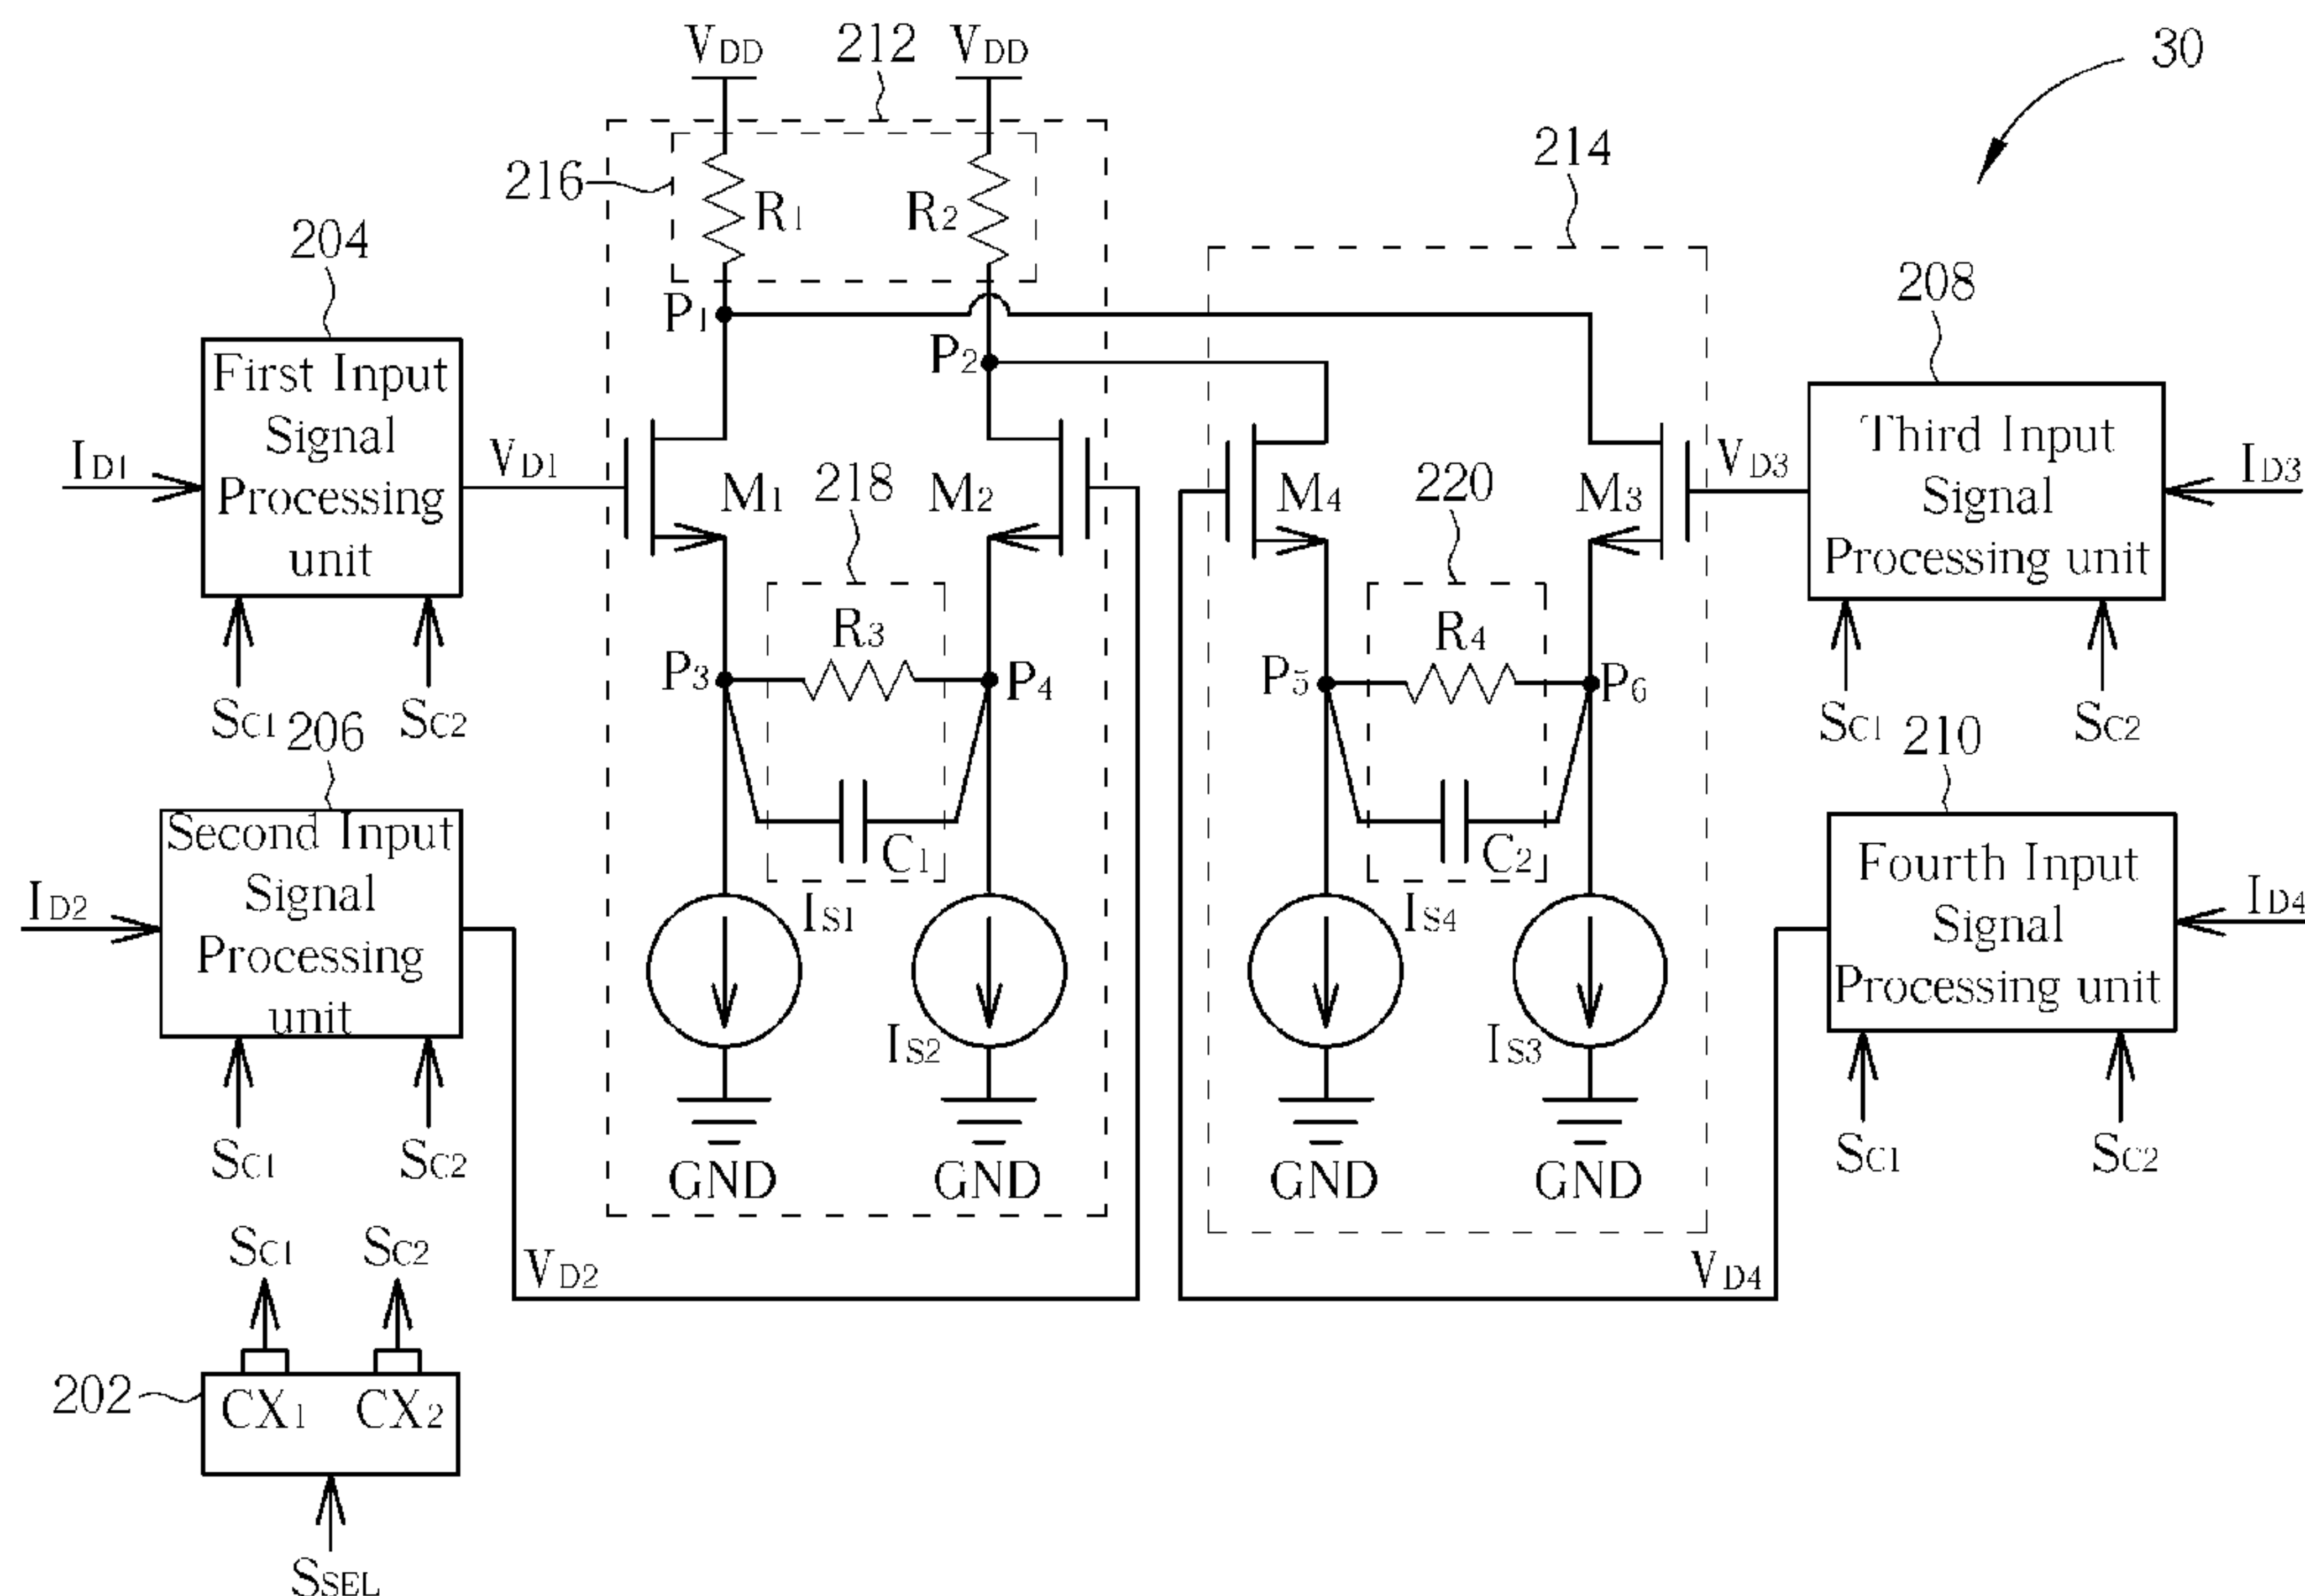 VDD
212
VDD
30
216
R1
R2
214
204
208
P1
P2
First Input
Signal
Processing
unit
ID1
VD1
M1
218
M2
M4
220
M3
VD3
Third Input
Signal
Processing unit
ID3
R3
R4
P3
P4
P5
P6
SC1
206
SC2
SC1
210
SC2
Second Input
Signal
Processing
unit
ID2
C1
C2
Fourth Input
Signal
Processing unit
ID4
IS1
IS2
IS4
IS3
SC1
SC2
GND
GND
GND
GND
SC1
SC2
SC1
SC2
VD2
VD4
202
CX1
CX2
SSEL